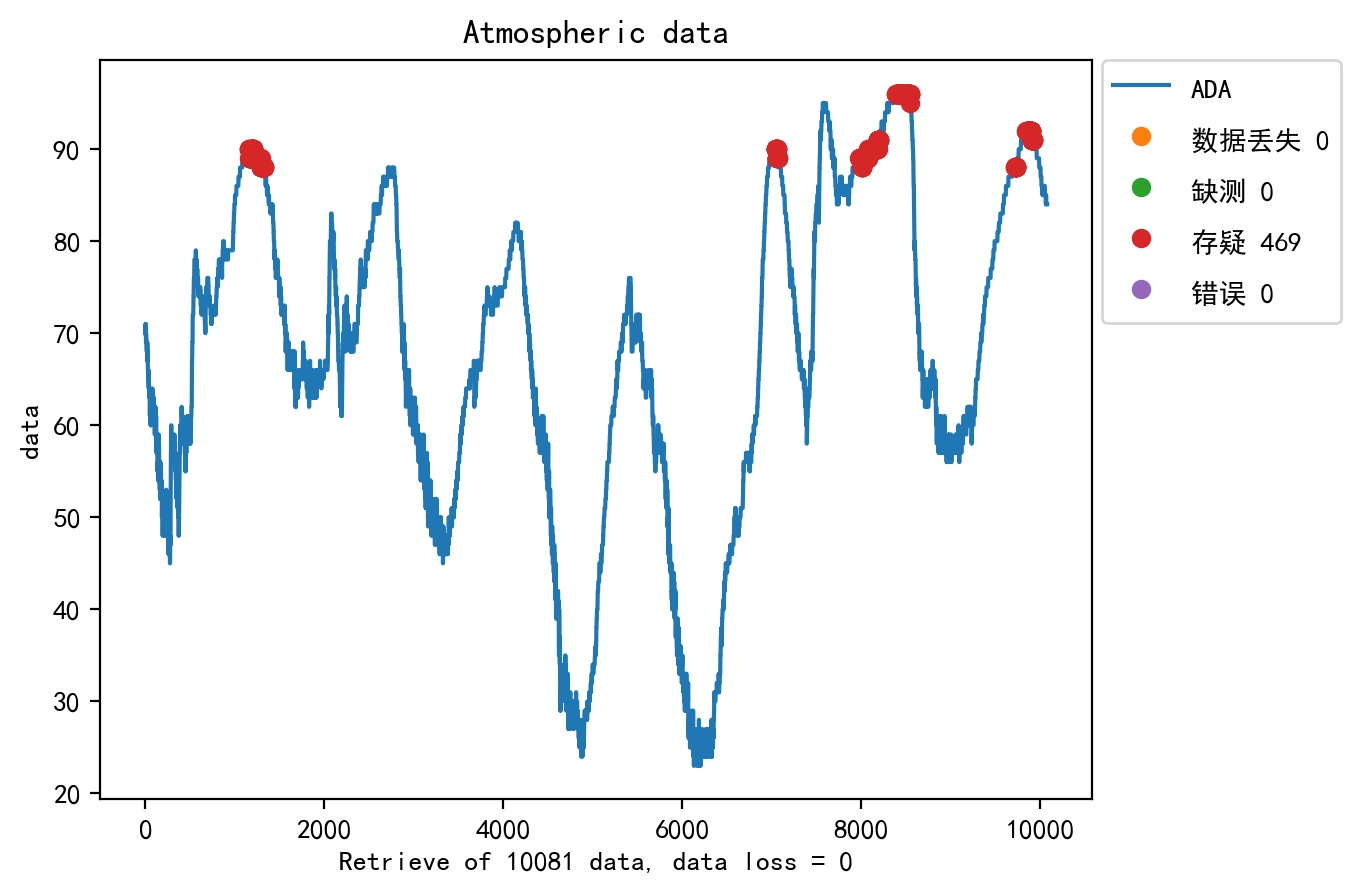 Atmospheric data
ADA
数据丢失 0
缺测 0
存疑 469
错误 0
data
90
80
70
60
50
40
30
20
0 2000 4000 6000 8000 10000
Retrieve of 10081 data, data loss = 0